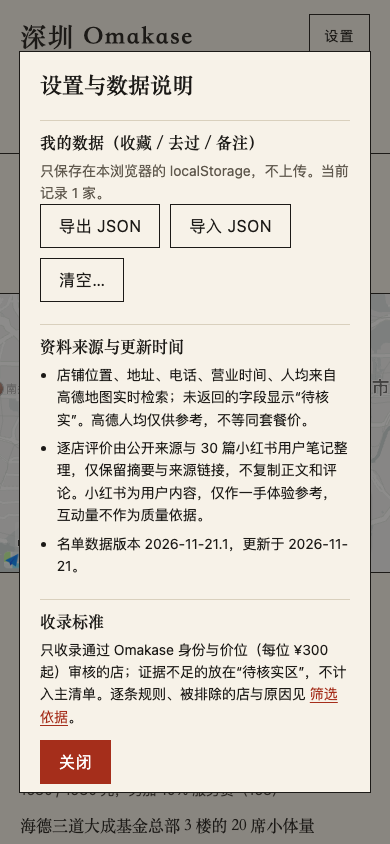 深圳 Omakase
设置
设置与数据说明
我的数据（收藏 / 去过 / 备注）
只保存在本浏览器的 localStorage，不上传。当前
记录 1 家。
导出 JSON
导入 JSON
清空…
资料来源与更新时间
• 店铺位置、地址、电话、营业时间、人均来自
高德地图实时检索；未返回的字段显示“待核
实”。高德人均仅供参考，不等同套餐价。
• 逐店评价由公开来源与 30 篇小红书用户笔记整
理，仅保留摘要与来源链接，不复制正文和评
论。小红书为用户内容，仅作一手体验参考，
互动量不作为质量依据。
• 名单数据版本 2026-11-21.1，更新于 2026-11-
21。
收录标准
只收录通过 Omakase 身份与价位（每位 ¥300
起）审核的店；证据不足的放在“待核实区”，不计
入主清单。逐条规则、被排除的店与原因见 筛选
依据。
关闭
市
海德三道大成基金总部 3 楼的 20 席小体量